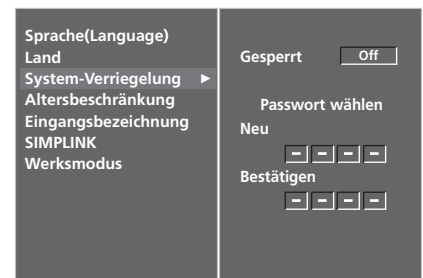 Sprache(Language)
Land
System-Verriegelung ►
Altersbeschränkung
Eingangsbezeichnung
SIMPLINK
Werksmodus
Gesperrt Off
Passwort wählen
Neu
– – – –
Bestätigen
– – – –